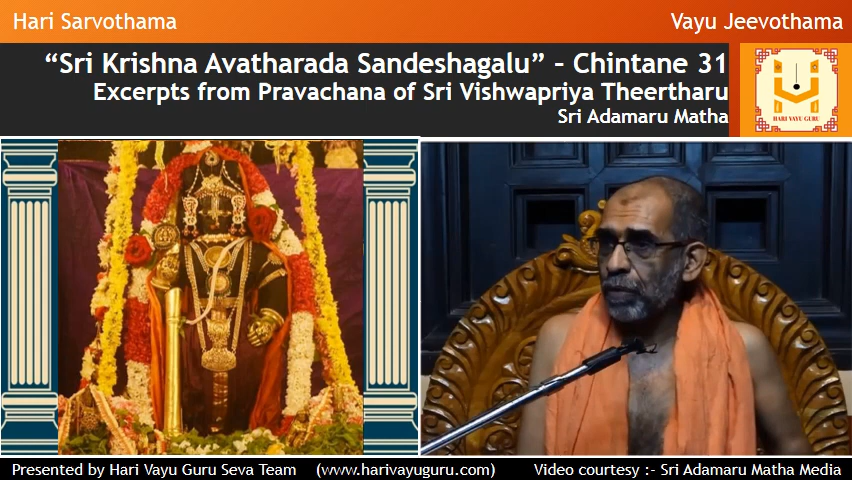 Hari Sarvothama
Vayu Jeevothama
“Sri Krishna Avatharada Sandeshagalu” - Chintane 31
Excerpts from Pravachana of Sri Vishwapriya Theertharu
Sri Adamaru Matha
HARI VAYU GURU
Presented by Hari Vayu Guru Seva Team (www.harivayuguru.com) Video courtesy :- Sri Adamaru Matha Media